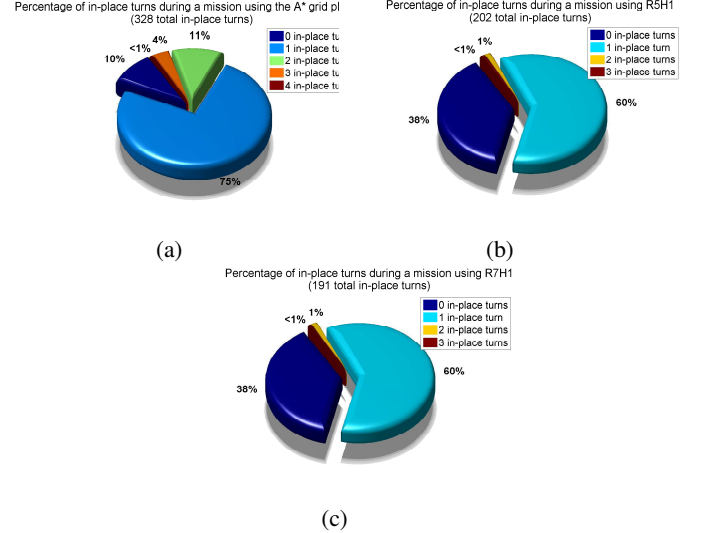 Percentage of in-place turns during a mission using the A* grid pl
(328 total in-place turns)
0 in-place tu
1 in-place tu
2 in-place tu
3 in-place tu
4 in-place tu
10%
<1%
4%
11%
75%
(a)
Percentage of in-place turns during a mission using R5H1
(202 total in-place turns)
0 in-place turns
1 in-place turn
2 in-place turns
3 in-place turns
38%
<1%
1%
60%
(b)
Percentage of in-place turns during a mission using R7H1
(191 total in-place turns)
0 in-place turns
1 in-place turn
2 in-place turns
3 in-place turns
38%
<1%
1%
60%
(c)